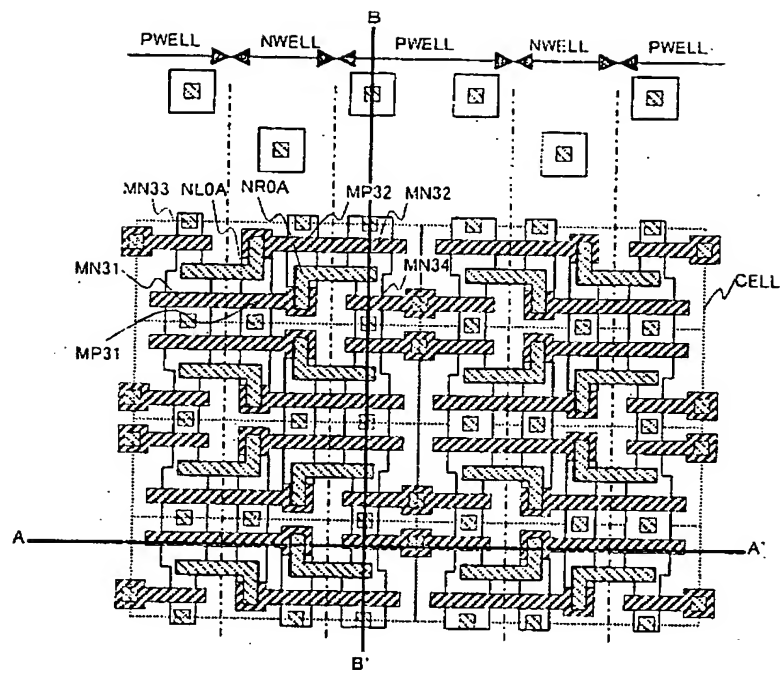 B
PWELL NWELL PWELL NWELL PWELL
MN33 NL0A NR0A MP32 MN32
MN31 MN34
CELL
MP31
A A'
B'